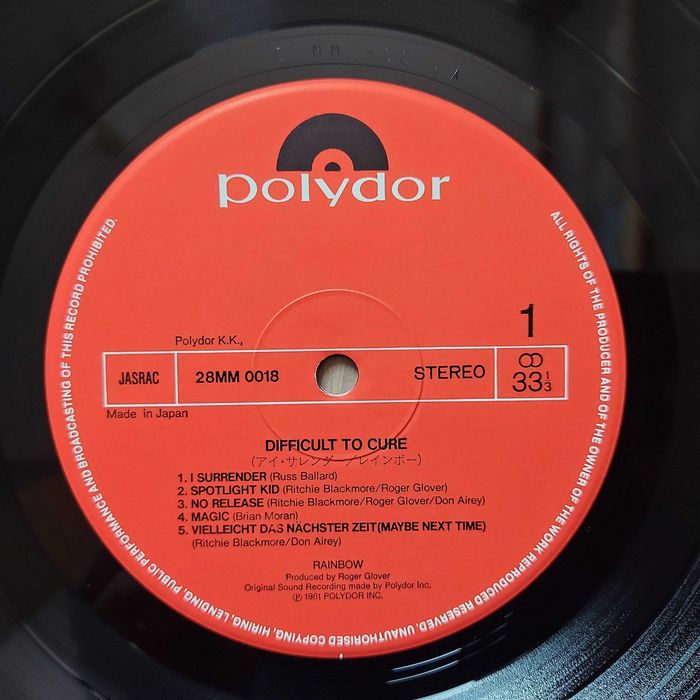 polydor
1
Polydor K.K.,
JASRAC
28MM 0018
STEREO
33 1/3
Made in Japan
DIFFICULT TO CURE
(アイ・サレンダー/レインボー)
1. I SURRENDER (Russ Ballard)
2. SPOTLIGHT KID (Ritchie Blackmore/Roger Glover)
3. NO RELEASE (Ritchie Blackmore/Roger Glover/Don Airey)
4. MAGIC (Brian Moran)
5. VIELLEICHT DAS NÄCHSTER ZEIT(MAYBE NEXT TIME)
(Ritchie Blackmore/Don Airey)
RAINBOW
Produced by Roger Glover
Original Sound Recording made by Polydor Inc.
Ⓟ 1981 POLYDOR INC.
ALL RIGHTS OF THE PRODUCER AND OF THE OWNER OF THE WORK REPRODUCED RESERVED. UNAUTHORISED COPYING, HIRING, LENDING, PUBLIC PERFORMANCE AND BROADCASTING OF THIS RECORD PROHIBITED.